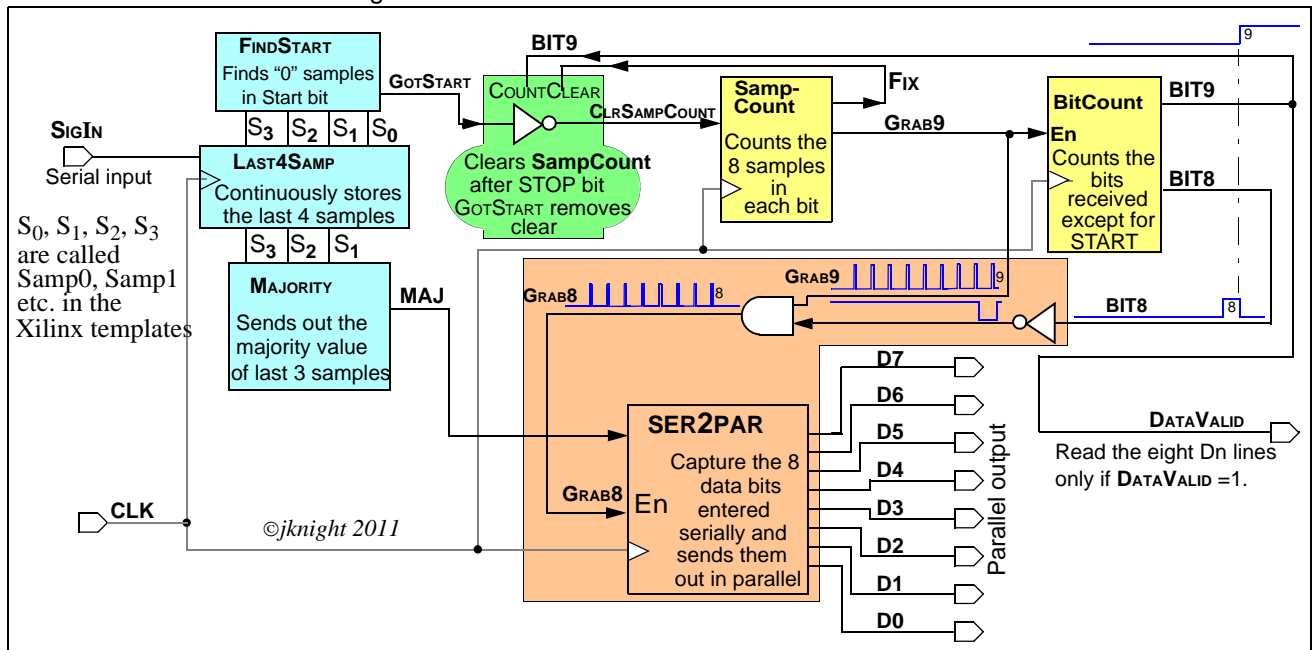 FINDSTART
Finds “0” samples
in Start bit
GOTSTART
S3 S2 S1 S0
SIGIN
Serial input
LAST4SAMP
Continuously stores
the last 4 samples
S3 S2 S1
S0, S1, S2, S3
are called
Samp0, Samp1
etc. in the
Xilinx templates
MAJORITY
Sends out the
majority value
of last 3 samples
MAJ
BIT9
COUNTCLEAR
CLRSAMPCOUNT
Clears SampCount
after STOP bit
GOTSTART removes
clear
Samp-
Count
Counts the
8 samples
in
each bit
FIX
GRAB9
BitCount
En
Counts the
bits
received
except for
START
BIT9
BIT8
9
GRAB8
8
GRAB9
9
BIT8
8
SER2PAR
Capture the 8
data bits
entered
serially and
sends them
out in parallel
GRAB8
En
D7
D6
D5
D4
D3
D2
D1
D0
Parallel output
DATAVALID
Read the eight Dn lines
only if DATAVALID =1.
CLK
©jknight 2011